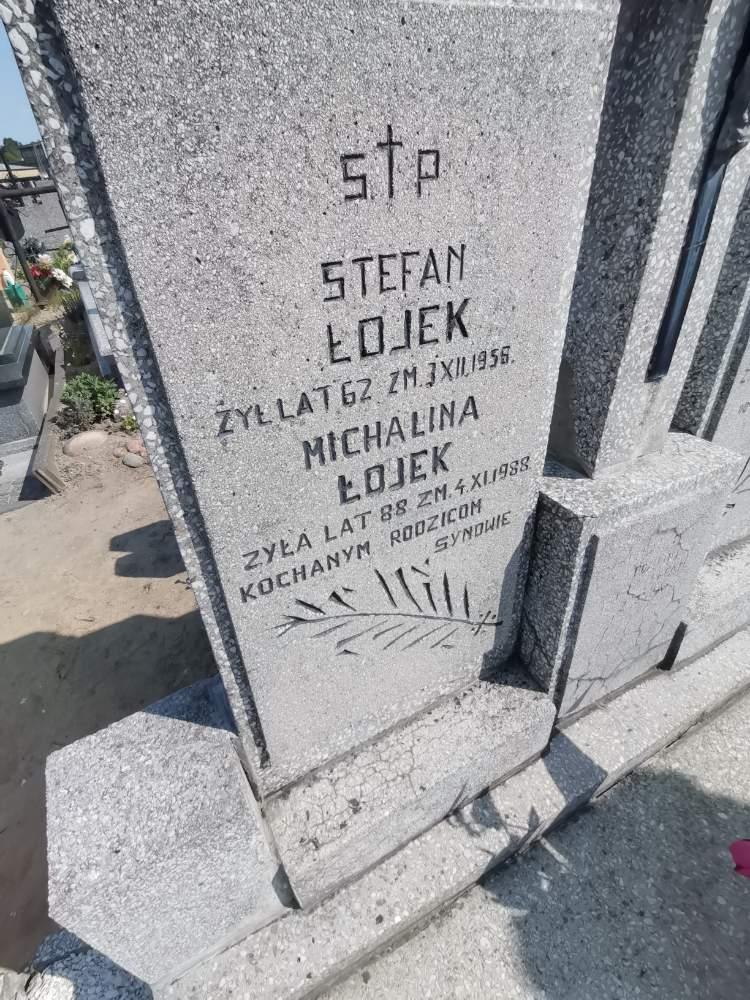 Ś.†P
STEFAN
ŁOJEK
ŻYŁ LAT 62 ZM. 3 XII. 1956.
MICHALINA
ŁOJEK
ŻYŁA LAT 88 ZM. 4. XI. 1988.
KOCHANYM RODZICOM
SYNOWIE